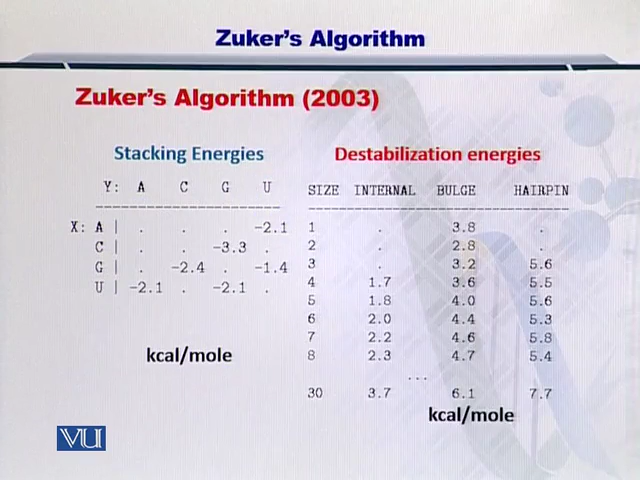 Zuker's Algorithm
Zuker's Algorithm (2003)
Stacking Energies
Y: A C G U
------------------------
X: A | . . . -2.1
C | . . -3.3 .
G | . -2.4 . -1.4
U | -2.1 . -2.1 .
kcal/mole
Destabilization energies
SIZE INTERNAL BULGE HAIRPIN
---------------------------------
1 . 3.8 .
2 . 2.8 .
3 . 3.2 5.6
4 1.7 3.6 5.5
5 1.8 4.0 5.6
6 2.0 4.4 5.3
7 2.2 4.6 5.8
8 2.3 4.7 5.4
...
30 3.7 6.1 7.7
kcal/mole
VU